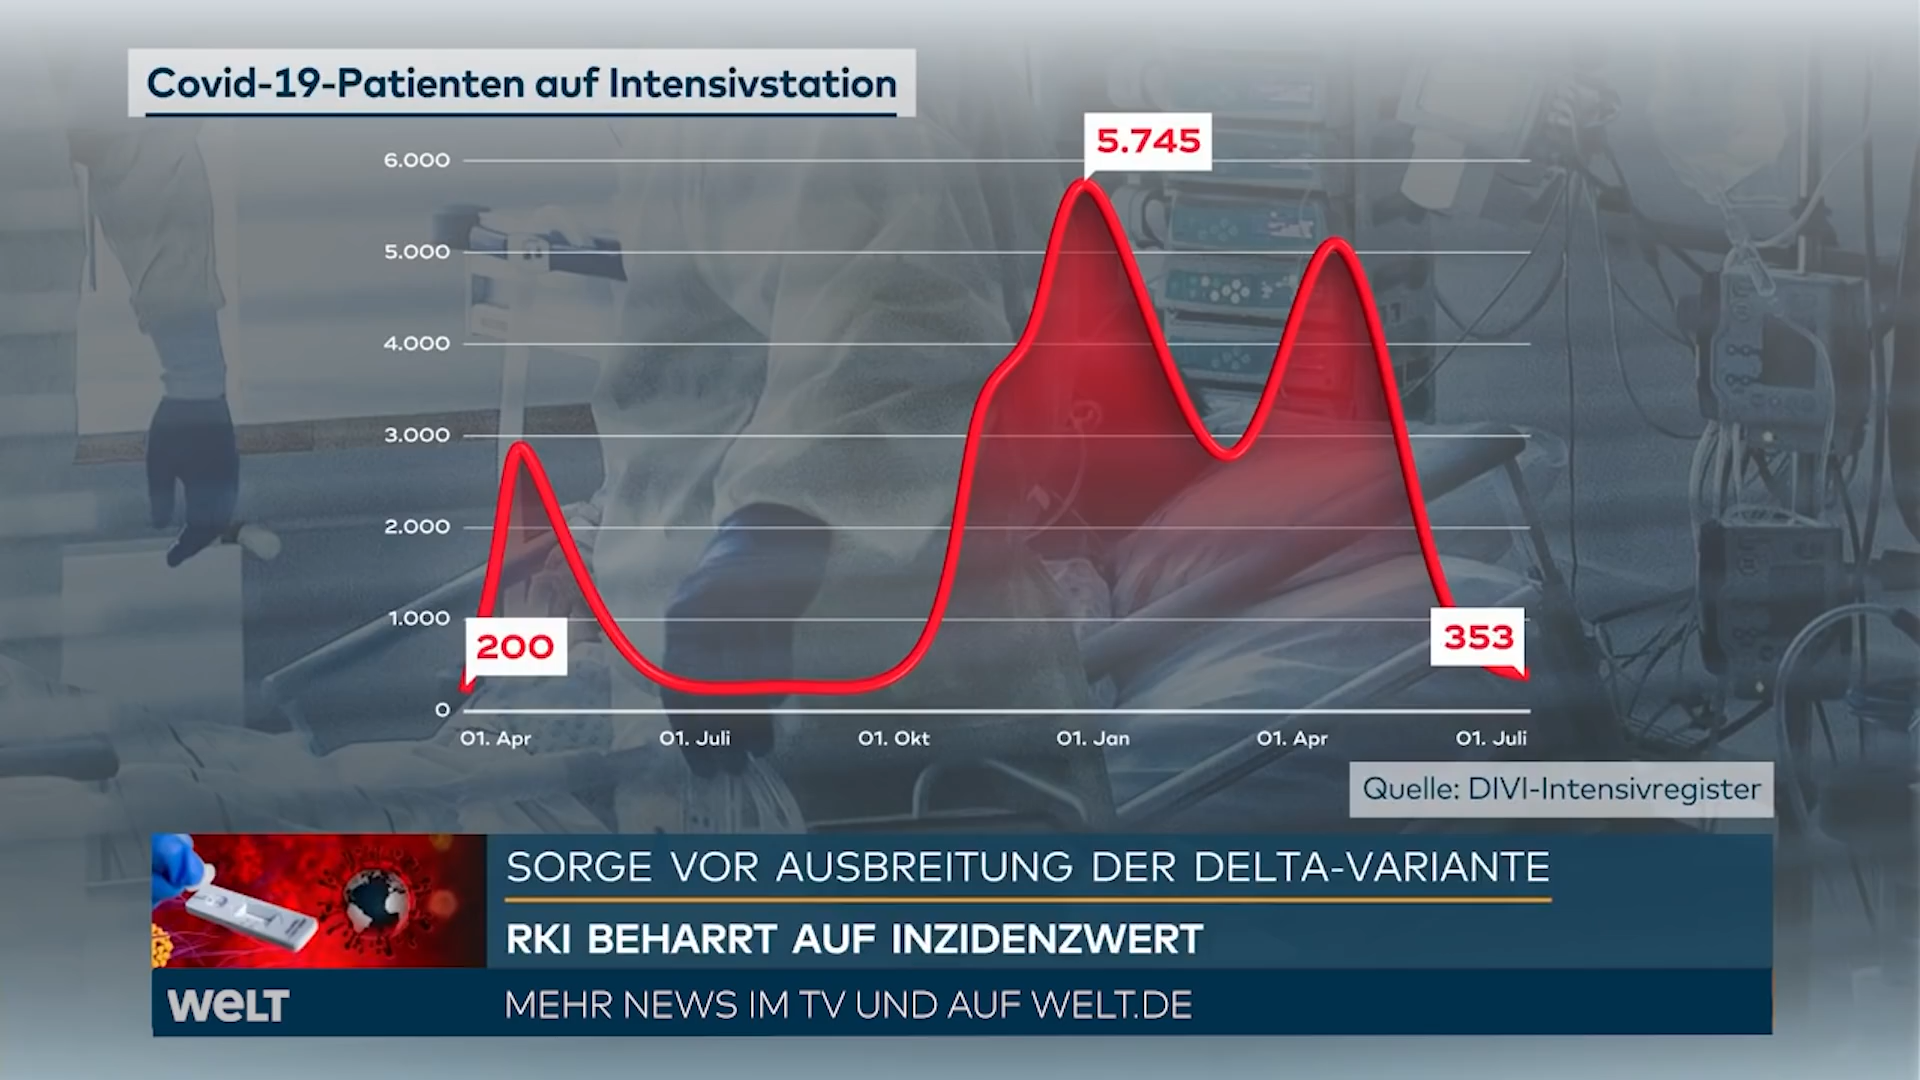 Covid-19-Patienten auf Intensivstation
5.745
6.000
5.000
4.000
3.000
2.000
1.000
200
353
0
01. Apr 01. Juli 01. Okt 01. Jan 01. Apr 01. Juli
Quelle: DIVI-Intensivregister
SORGE VOR AUSBREITUNG DER DELTA-VARIANTE
RKI BEHARRT AUF INZIDENZWERT
WELT MEHR NEWS IM TV UND AUF WELT.DE